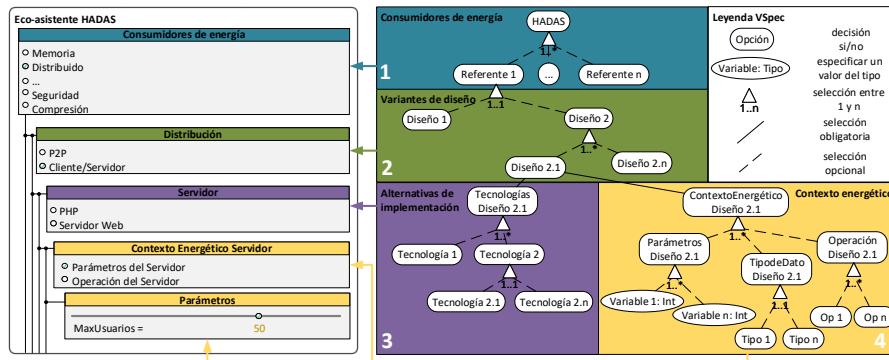 Eco-asistente HADAS
Consumidores de energía
Memoria
Distribuido
...
Seguridad
Compresión
Distribución
P2P
Cliente/Servidor
Servidor
PHP
Servidor Web
Contexto Energético Servidor
Parámetros del Servidor
Operación del Servidor
Parámetros
MaxUsuarios =
50
Consumidores de energía
HADAS
1..*
Referente 1
...
Referente n
1
Variantes de diseño
1..1
Diseño 1
Diseño 2
1..*
Diseño 2.1
Diseño 2.n
2
Alternativas de
implementación
Tecnologías
Diseño 2.1
1..*
Tecnología 1
Tecnología 2
1..1
Tecnología 2.1
Tecnología 2.n
3
Contexto energético
ContextoEnergético
Diseño 2.1
1..*
Parámetros
Diseño 2.1
1..*
Variable 1: Int
Variable n: Int
TipodeDato
Diseño 2.1
1..1
Tipo 1
Tipo n
Operación
Diseño 2.1
1..*
Op 1
Op n
4
Leyenda VSpec
Opción
decisión
si/no
Variable: Tipo
especificar un
valor del tipo
1..n
selección entre
1 y n
selección
obligatoria
selección
opcional